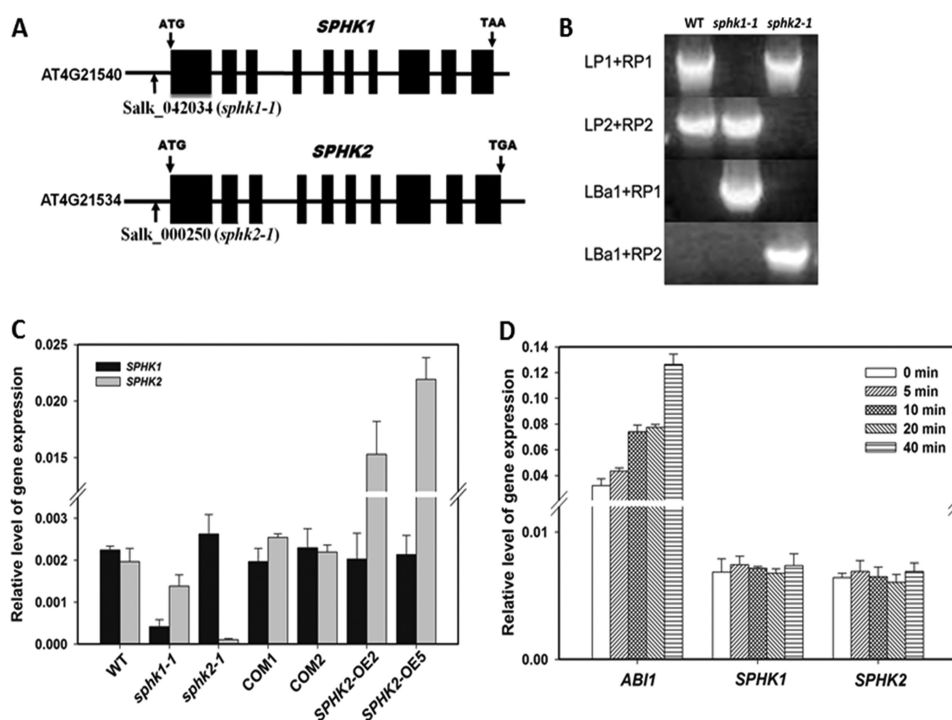 A
ATG
SPHK1
TAA
AT4G21540
Salk_042034 (sphk1-1)
ATG
SPHK2
TGA
AT4G21534
Salk_000250 (sphk2-1)
B
WT sphk1-1 sphk2-1
LP1+RP1
LP2+RP2
LBa1+RP1
LBa1+RP2
C
Relative level of gene expression
0.025
0.020
0.015
0.003
0.002
0.001
0.000
SPHK1
SPHK2
WT
sphk1-1
sphk2-1
COM1
COM2
SPHK2-OE2
SPHK2-OE5
D
Relative level of gene expression
0.14
0.12
0.08
0.04
0.01
0.00
0 min
5 min
10 min
20 min
40 min
ABI1
SPHK1
SPHK2